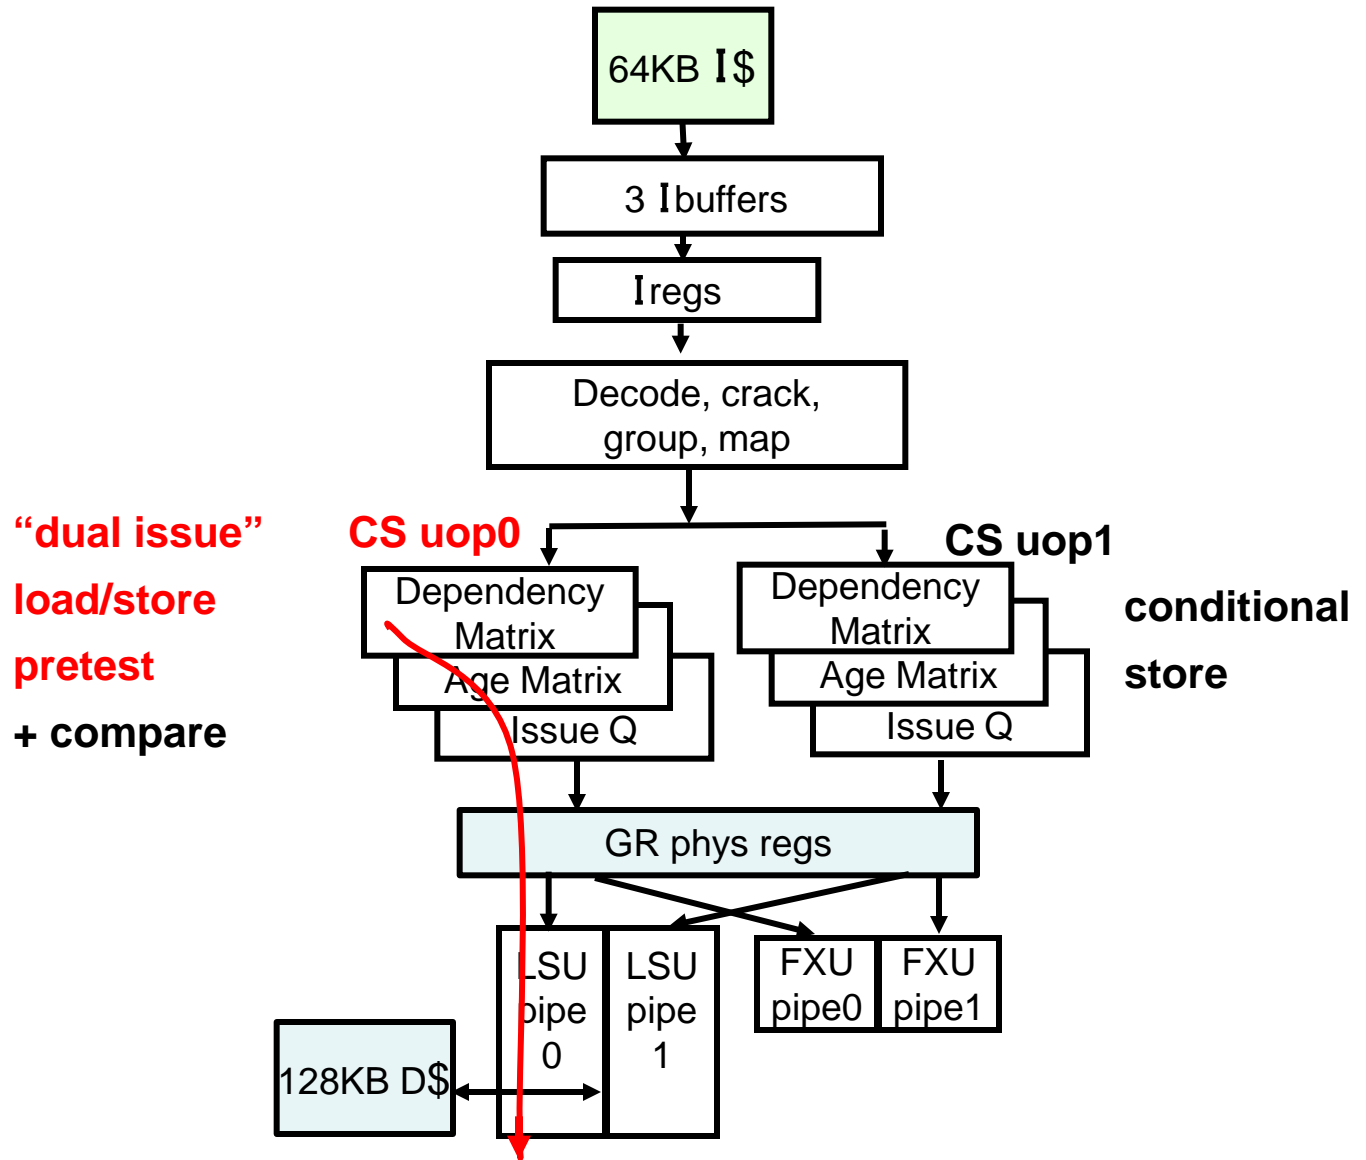 64KB I$
3 Ibuffers
Iregs
Decode, crack,
group, map
“dual issue”
load/store
pretest
+ compare
CS uop0
Dependency
Matrix
Age Matrix
Issue Q
CS uop1
Dependency
Matrix
Age Matrix
Issue Q
conditional
store
GR phys regs
LSU
pipe
0
LSU
pipe
1
FXU
pipe0
FXU
pipe1
128KB D$